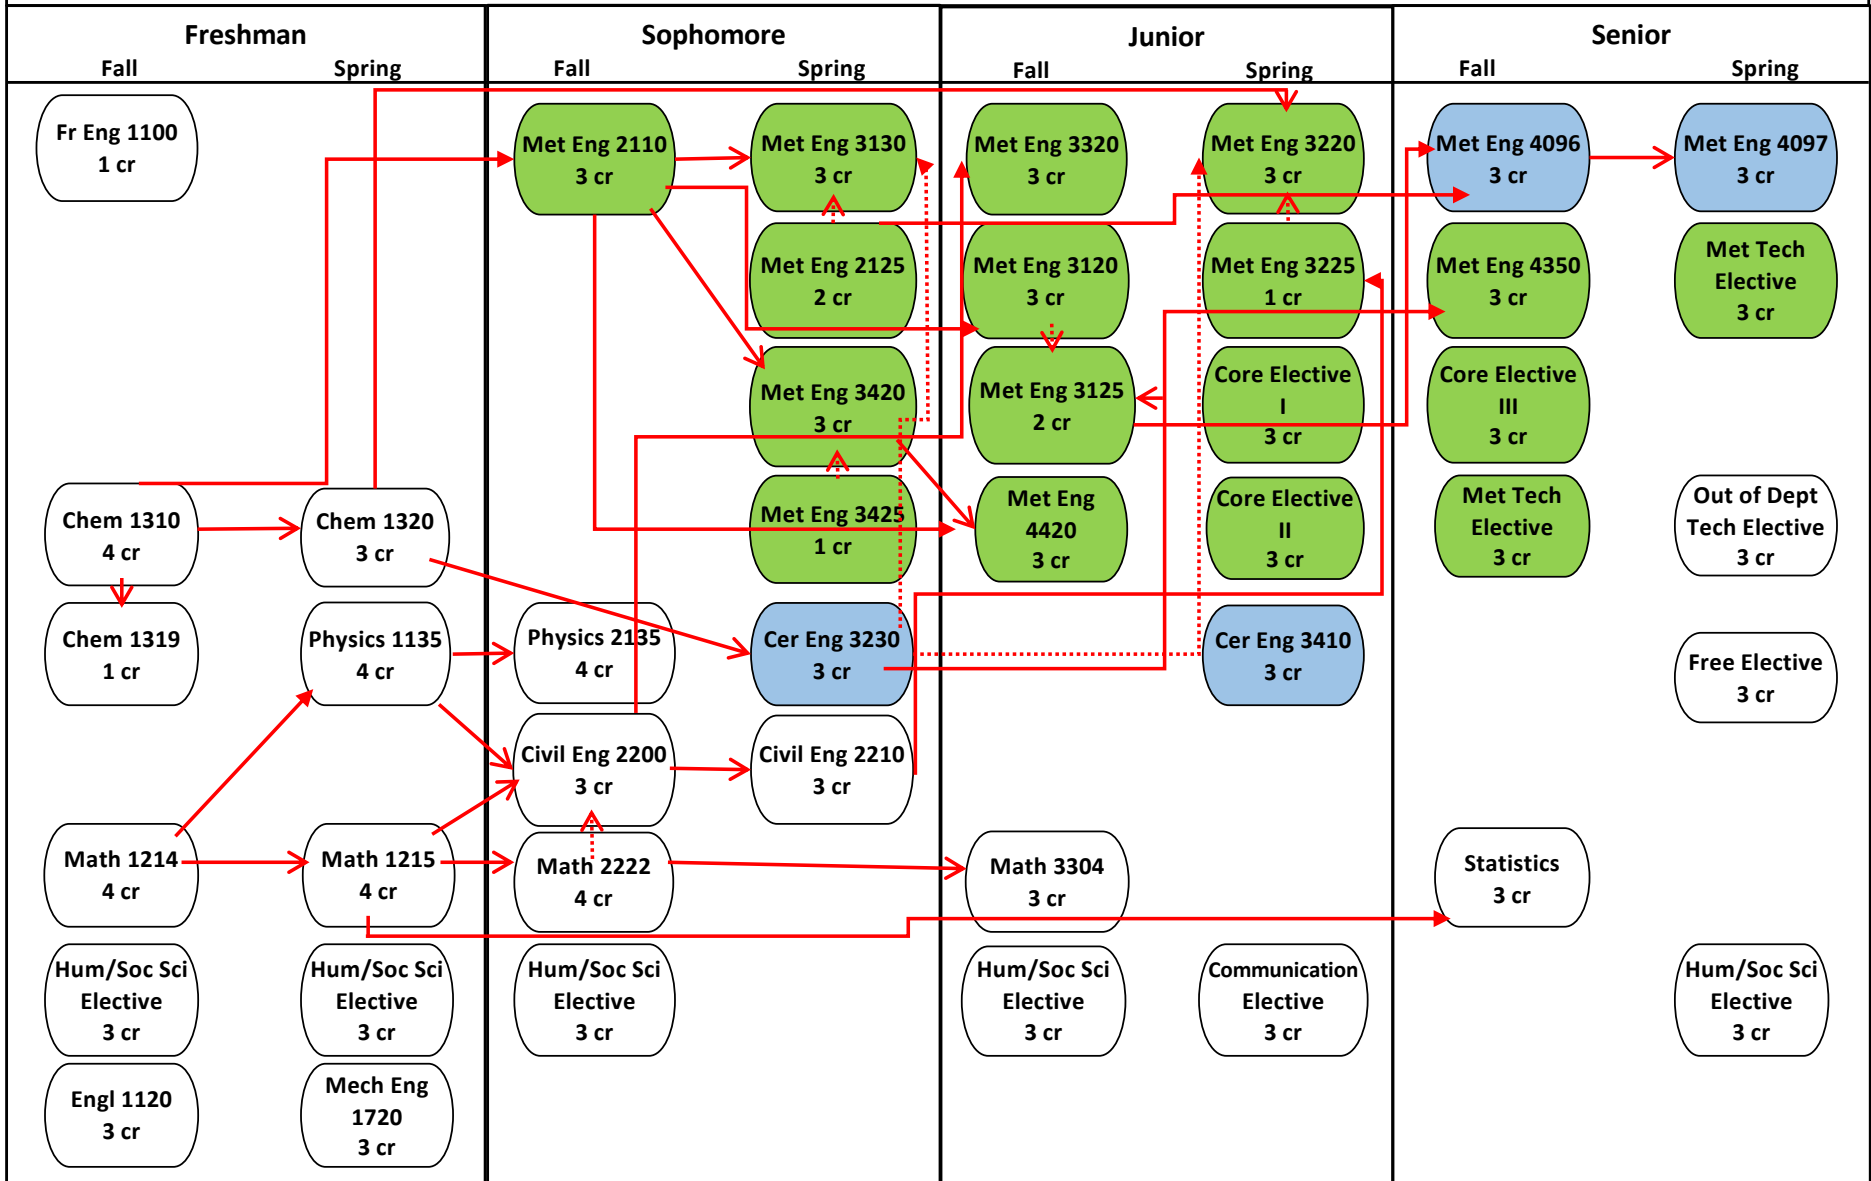 Freshman
Sophomore
Junior
Senior
Fall
Spring
Fall
Spring
Fall
Spring
Fall
Spring
Fr Eng 1100
1 cr
Chem 1310
4 cr
Chem 1319
1 cr
Math 1214
4 cr
Hum/Soc Sci
Elective
3 cr
Engl 1120
3 cr
Chem 1320
3 cr
Physics 1135
4 cr
Math 1215
4 cr
Hum/Soc Sci
Elective
3 cr
Mech Eng
1720
3 cr
Met Eng 2110
3 cr
Physics 2135
4 cr
Civil Eng 2200
3 cr
Math 2222
4 cr
Hum/Soc Sci
Elective
3 cr
Met Eng 3130
3 cr
Met Eng 2125
2 cr
Met Eng 3420
3 cr
Met Eng 3425
1 cr
Cer Eng 3230
3 cr
Civil Eng 2210
3 cr
Met Eng 3320
3 cr
Met Eng 3120
3 cr
Met Eng 3125
2 cr
Met Eng
4420
3 cr
Math 3304
3 cr
Hum/Soc Sci
Elective
3 cr
Met Eng 3220
3 cr
Met Eng 3225
1 cr
Core Elective
I
3 cr
Core Elective
II
3 cr
Cer Eng 3410
3 cr
Communication
Elective
3 cr
Met Eng 4096
3 cr
Met Eng 4350
3 cr
Core Elective
III
3 cr
Met Tech
Elective
3 cr
Statistics
3 cr
Met Eng 4097
3 cr
Met Tech
Elective
3 cr
Out of Dept
Tech Elective
3 cr
Free Elective
3 cr
Hum/Soc Sci
Elective
3 cr